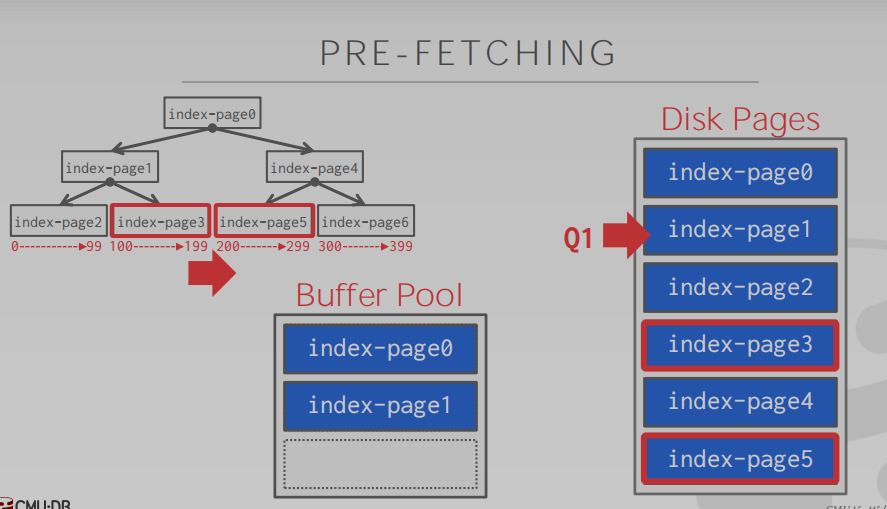 PRE-FETCHING
index-page0
index-page1
index-page4
index-page2
index-page3
index-page5
index-page6
0 99
100 199
200 299
300 399
Buffer Pool
index-page0
index-page1
Disk Pages
index-page0
Q1
index-page1
index-page2
index-page3
index-page4
index-page5
CMU·DB